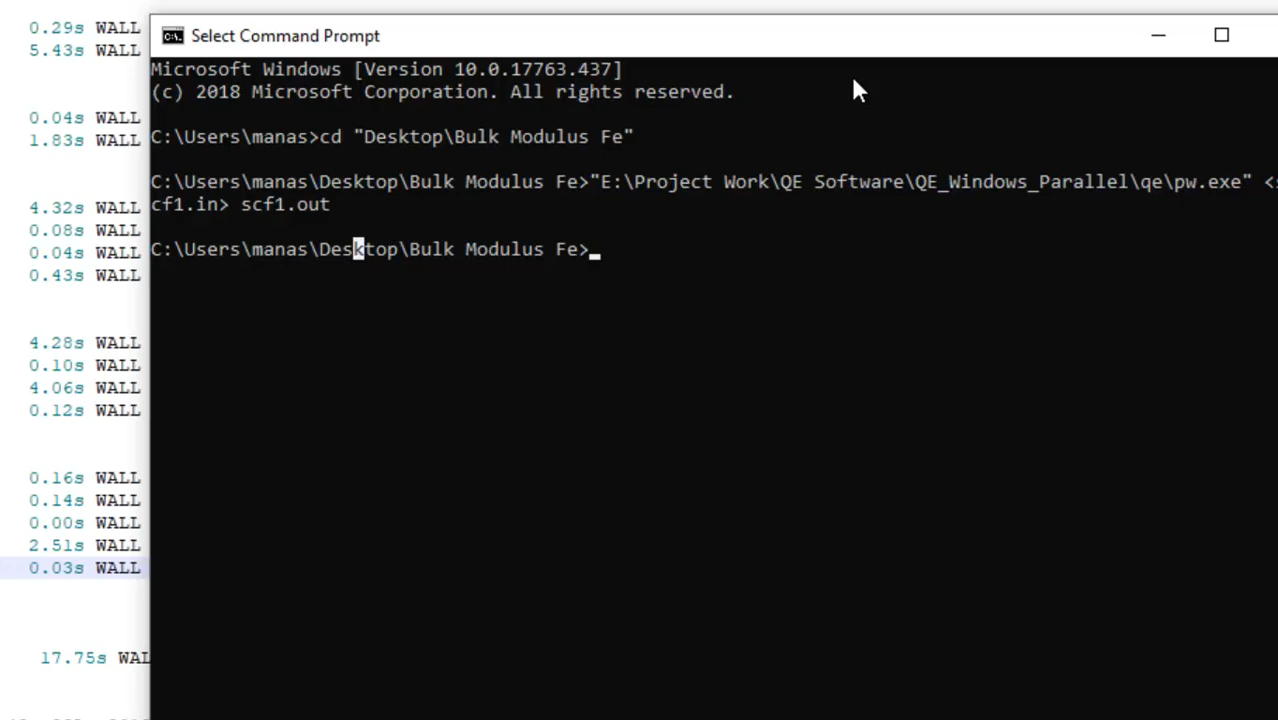 0.29s WALL
5.43s WALL
0.04s WALL
1.83s WALL
4.32s WALL
0.08s WALL
0.04s WALL
0.43s WALL
4.28s WALL
0.10s WALL
4.06s WALL
0.12s WALL
0.16s WALL
0.14s WALL
0.00s WALL
2.51s WALL
0.03s WALL
17.75s WAL
Select Command Prompt
Microsoft Windows [Version 10.0.17763.437]
(c) 2018 Microsoft Corporation. All rights reserved.
C:\Users\manas>cd "Desktop\Bulk Modulus Fe"
C:\Users\manas\Desktop\Bulk Modulus Fe>"E:\Project Work\QE Software\QE_Windows_Parallel\qe\pw.exe" <s
cf1.in> scf1.out
C:\Users\manas\Desktop\Bulk Modulus Fe>